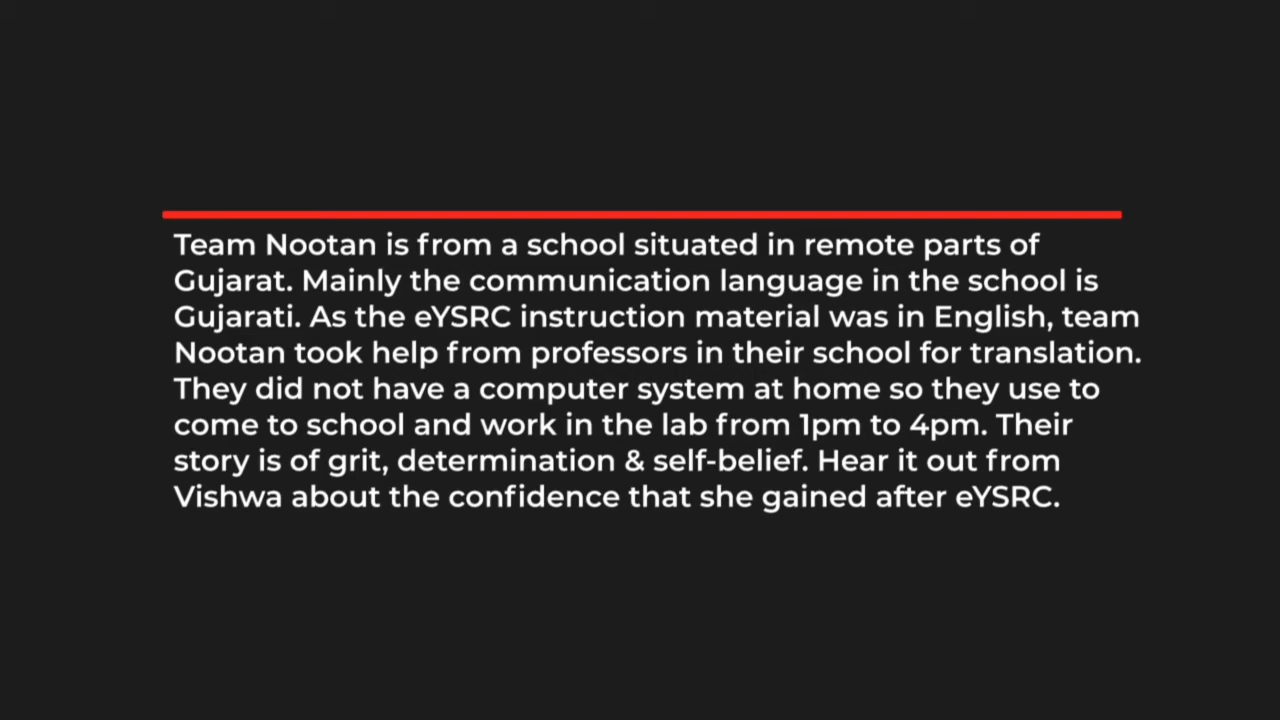 Team Nootan is from a school situated in remote parts of
Gujarat. Mainly the communication language in the school is
Gujarati. As the eYSRC instruction material was in English, team
Nootan took help from professors in their school for translation.
They did not have a computer system at home so they use to
come to school and work in the lab from 1pm to 4pm. Their
story is of grit, determination & self-belief. Hear it out from
Vishwa about the confidence that she gained after eYSRC.